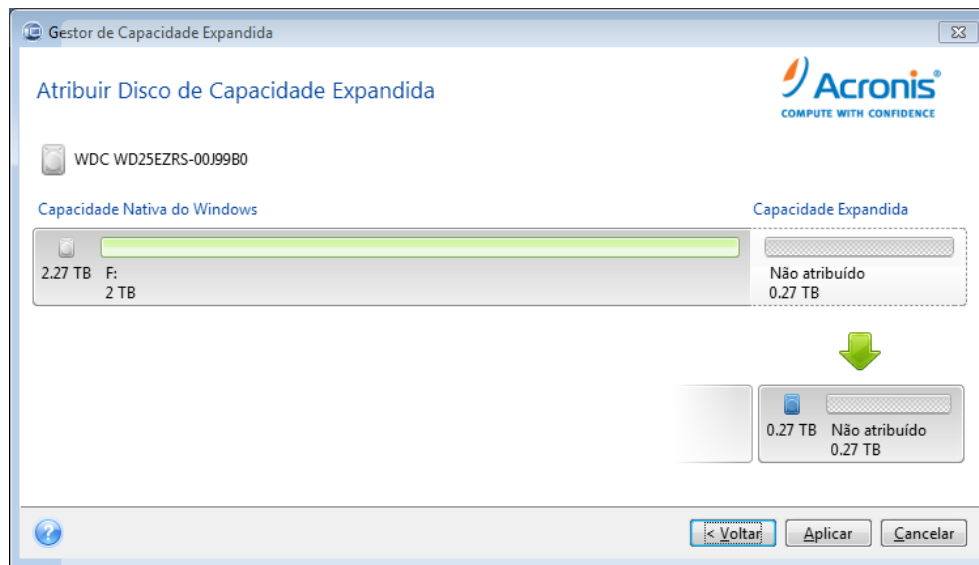 Gestor de Capacidade Expandida
Atribuir Disco de Capacidade Expandida
Acronis®
COMPUTE WITH CONFIDENCE
WDC WD25EZRS-00J99B0
Capacidade Nativa do Windows
Capacidade Expandida
2.27 TB
F:
2 TB
Não atribuído
0.27 TB
0.27 TB
Não atribuído
0.27 TB
?
< Voltar
Aplicar
Cancelar